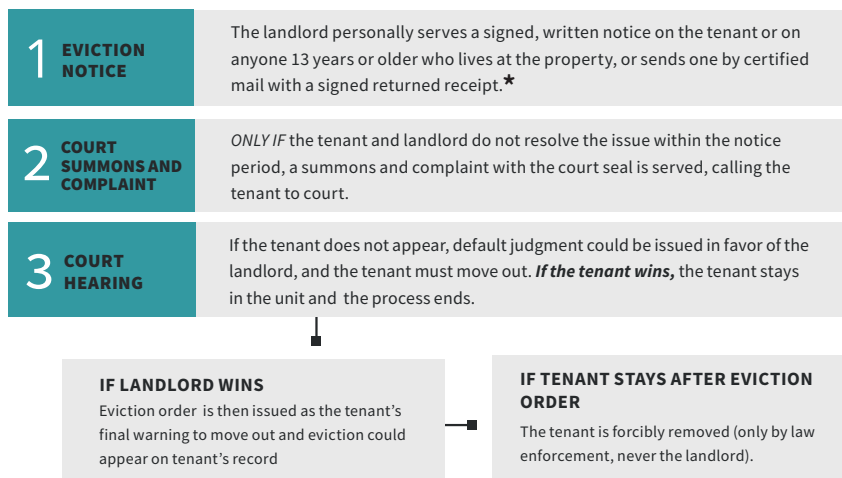 1 EVICTION
NOTICE
The landlord personally serves a signed, written notice on the tenant or on
anyone 13 years or older who lives at the property, or sends one by certified
mail with a signed returned receipt.*
2 COURT
SUMMONS AND
COMPLAINT
ONLY IF the tenant and landlord do not resolve the issue within the notice
period, a summons and complaint with the court seal is served, calling the
tenant to court.
3 COURT
HEARING
If the tenant does not appear, default judgment could be issued in favor of the
landlord, and the tenant must move out. If the tenant wins, the tenant stays
in the unit and the process ends.
IF LANDLORD WINS
Eviction order is then issued as the tenant's
final warning to move out and eviction could
appear on tenant's record
IF TENANT STAYS AFTER EVICTION
ORDER
The tenant is forcibly removed (only by law
enforcement, never the landlord).